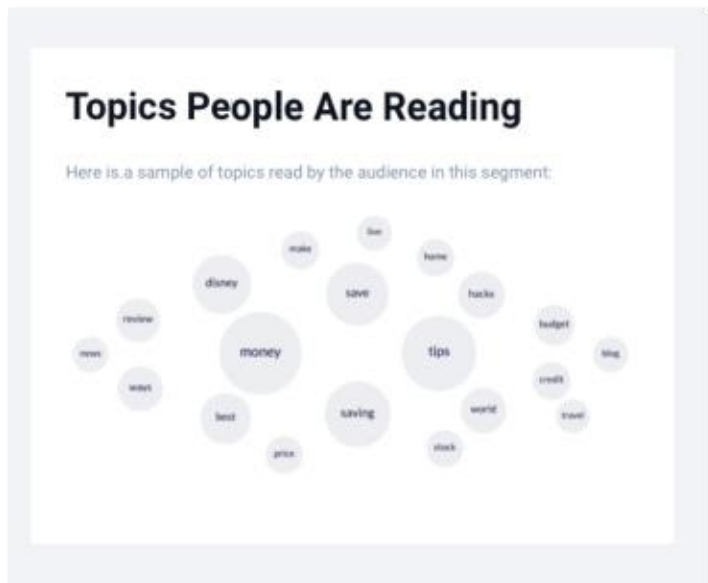 Topics People Are Reading
Here is.a sample of topics read by the audience in this segment:
live
make
home
disney
save
hacks
review
budget
news
money
tips
blog
ways
credit
best
saving
world
travel
price
stock